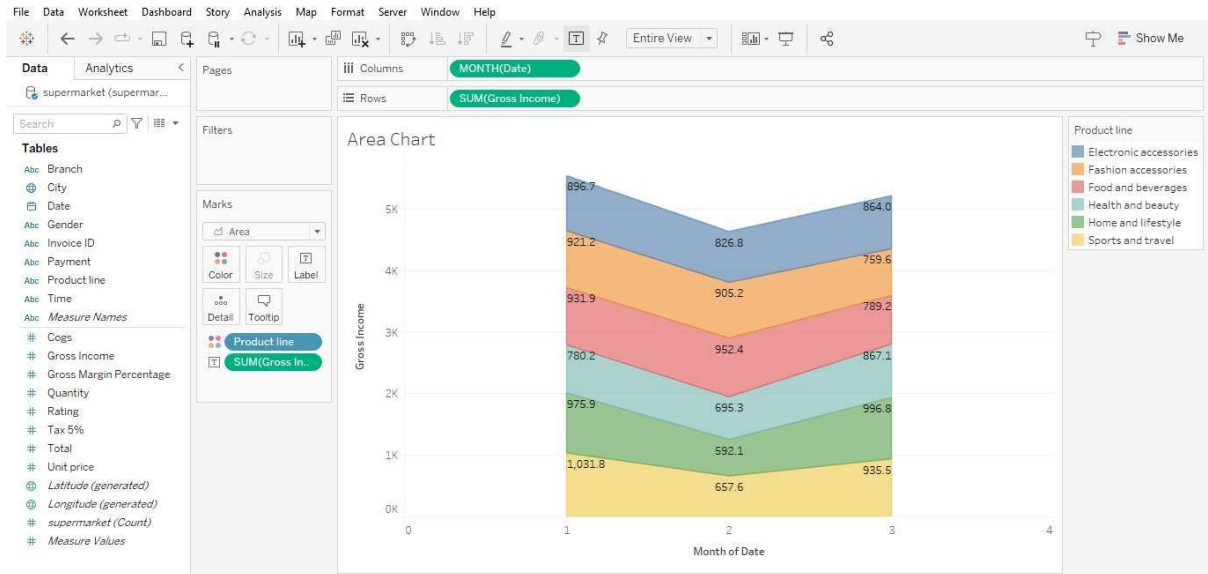 File Data Worksheet Dashboard Story Analysis Map Format Server Window Help
Entire View
Show Me
Data Analytics
supermarket (supermar...
Search
Tables
Abc Branch
City
Date
Abc Gender
Abc Invoice ID
Abc Payment
Abc Product line
Abc Time
Abc Measure Names
# Cogs
# Gross Income
# Gross Margin Percentage
# Quantity
# Rating
# Tax 5%
# Total
# Unit price
Latitude (generated)
Longitude (generated)
# supermarket (Count)
# Measure Values
Pages
Filters
Marks
Area
Color Size Label
Detail Tooltip
Product line
SUM(Gross In..
Columns MONTH(Date)
Rows SUM(Gross Income)
Area Chart
Gross Income
5K
4K
3K
2K
1K
0K
896.7 826.8 864.0
921.2 905.2 759.6
931.9 952.4 789.2
780.2 695.3 867.1
975.9 592.1 996.8
1,031.8 657.6 935.5
0 1 2 3 4
Month of Date
Product line
Electronic accessories
Fashion accessories
Food and beverages
Health and beauty
Home and lifestyle
Sports and travel